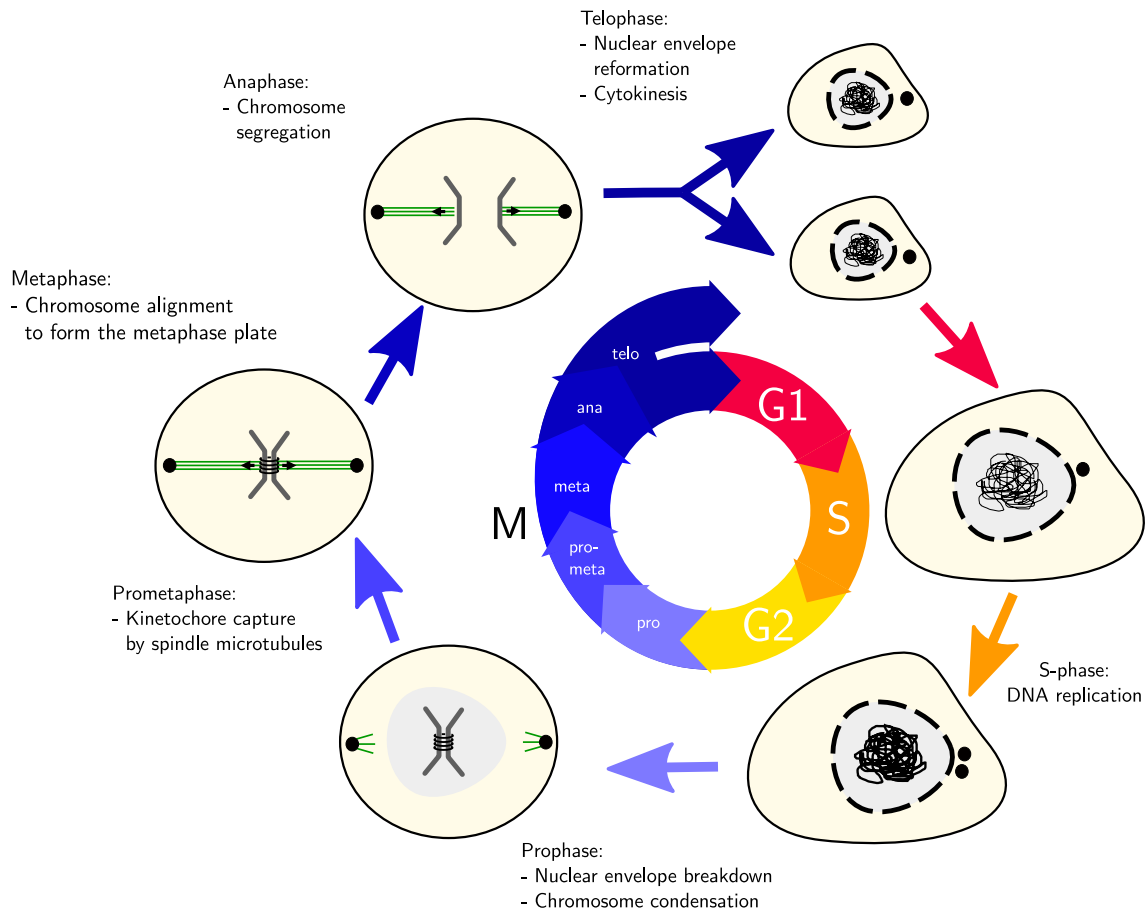 Telophase:
- Nuclear envelope
reformation
- Cytokinesis
Anaphase:
- Chromosome
segregation
Metaphase:
- Chromosome alignment
to form the metaphase plate
Prometaphase:
- Kinetochore capture
by spindle microtubules
Prophase:
- Nuclear envelope breakdown
- Chromosome condensation
S-phase:
DNA replication
M
telo
ana
meta
pro-
meta
pro
G1
S
G2